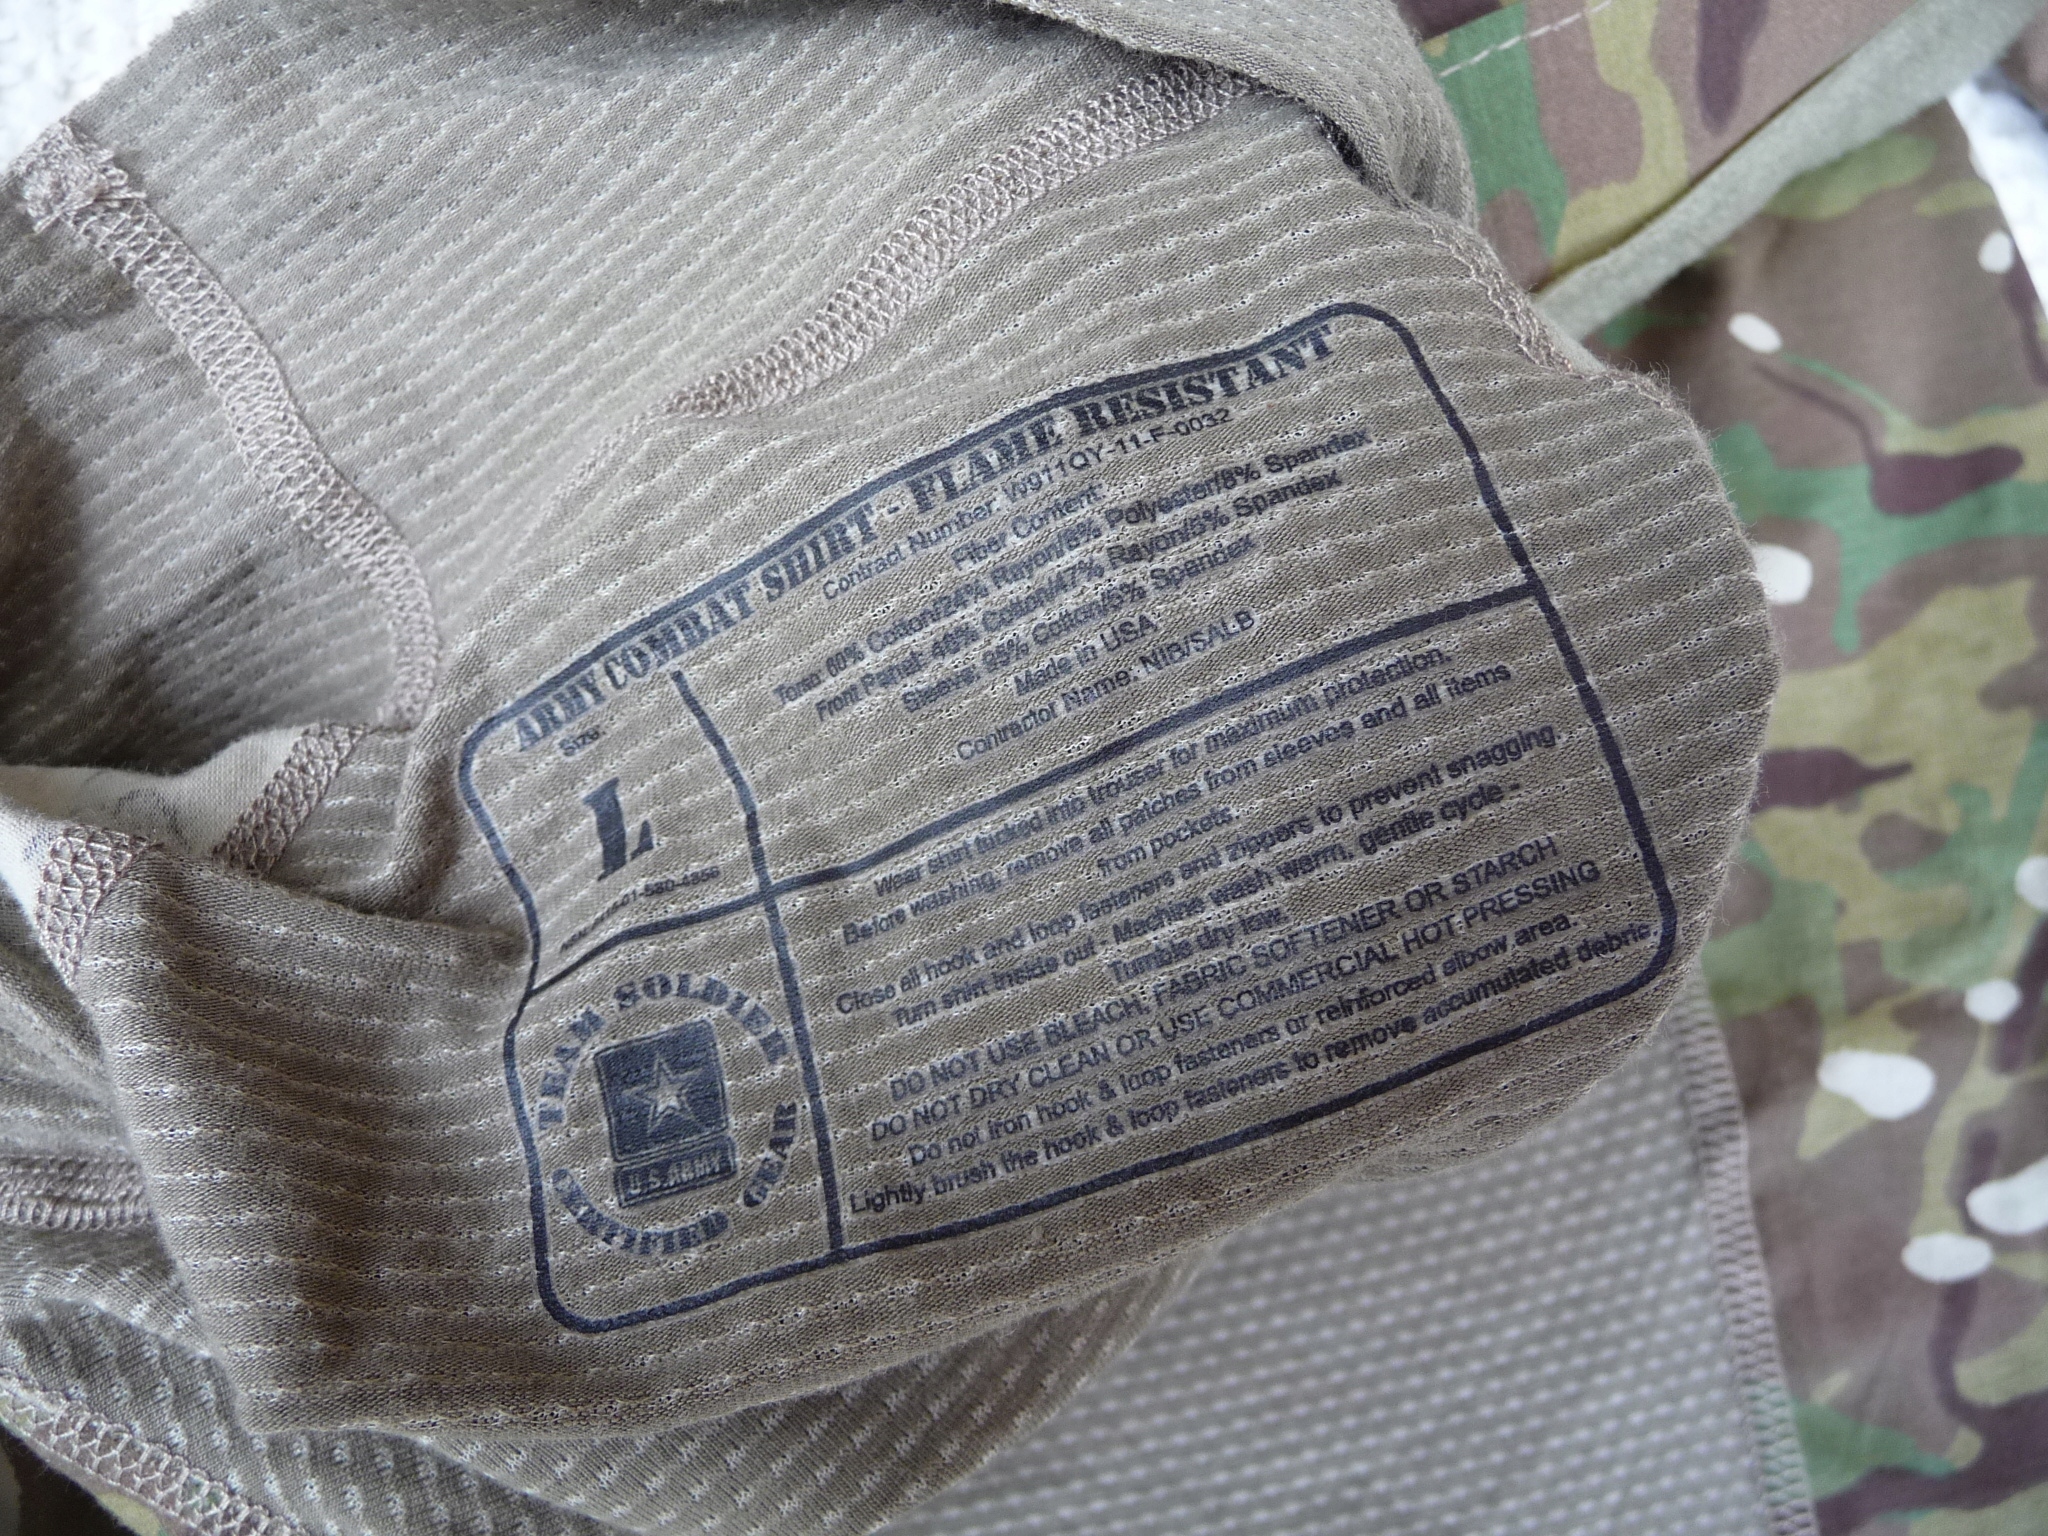 ARMY COMBAT SHIRT - FLAME RESISTANT
Contract Number: W911QY-11-F-0032
Fiber Content:
Torso: 60% Cotton/24% Rayon/8% Polyester/8% Spandex
Front Panel: 48% Cotton/47% Rayon/5% Spandex
Sleeves: 95% Cotton/5% Spandex
Made in USA
Contractor Name: NIB/SALB
Size:
L
Wear shirt tucked into trouser for maximum protection.
Before washing, remove all patches from sleeves and all items
from pockets.
Close all hook and loop fasteners and zippers to prevent snagging.
Turn shirt inside out - Machine wash warm, gentle cycle -
Tumble dry low.
DO NOT USE BLEACH, FABRIC SOFTENER OR STARCH
DO NOT DRY CLEAN OR USE COMMERCIAL HOT PRESSING
Do not iron hook & loop fasteners or reinforced elbow area.
Lightly brush the hook & loop fasteners to remove accumulated debris.
TEAM SOLDIER
U.S.ARMY
CERTIFIED GEAR